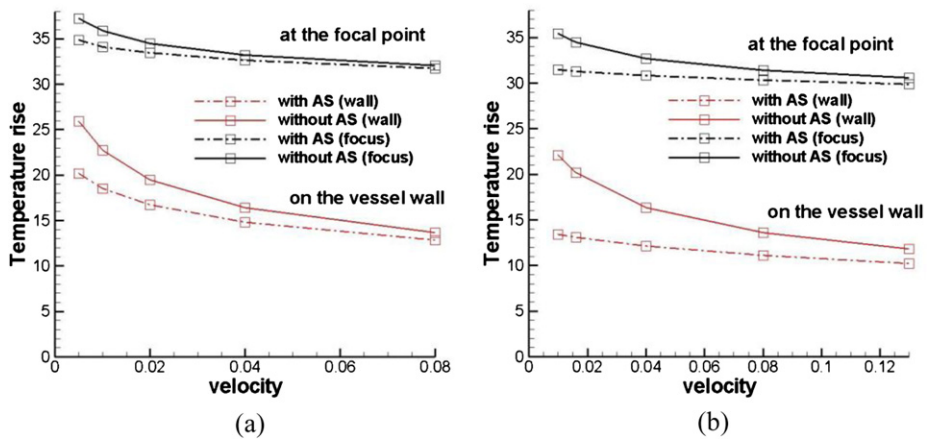 35
30
25
20
15
10
5
0
Temperature rise
at the focal point
with AS (wall)
without AS (wall)
with AS (focus)
without AS (focus)
on the vessel wall
0.02 0.04 0.06 0.08
velocity
(a)
35
30
25
20
15
10
5
0
Temperature rise
at the focal point
with AS (wall)
without AS (wall)
with AS (focus)
without AS (focus)
on the vessel wall
0.02 0.04 0.06 0.08 0.1 0.12
velocity
(b)